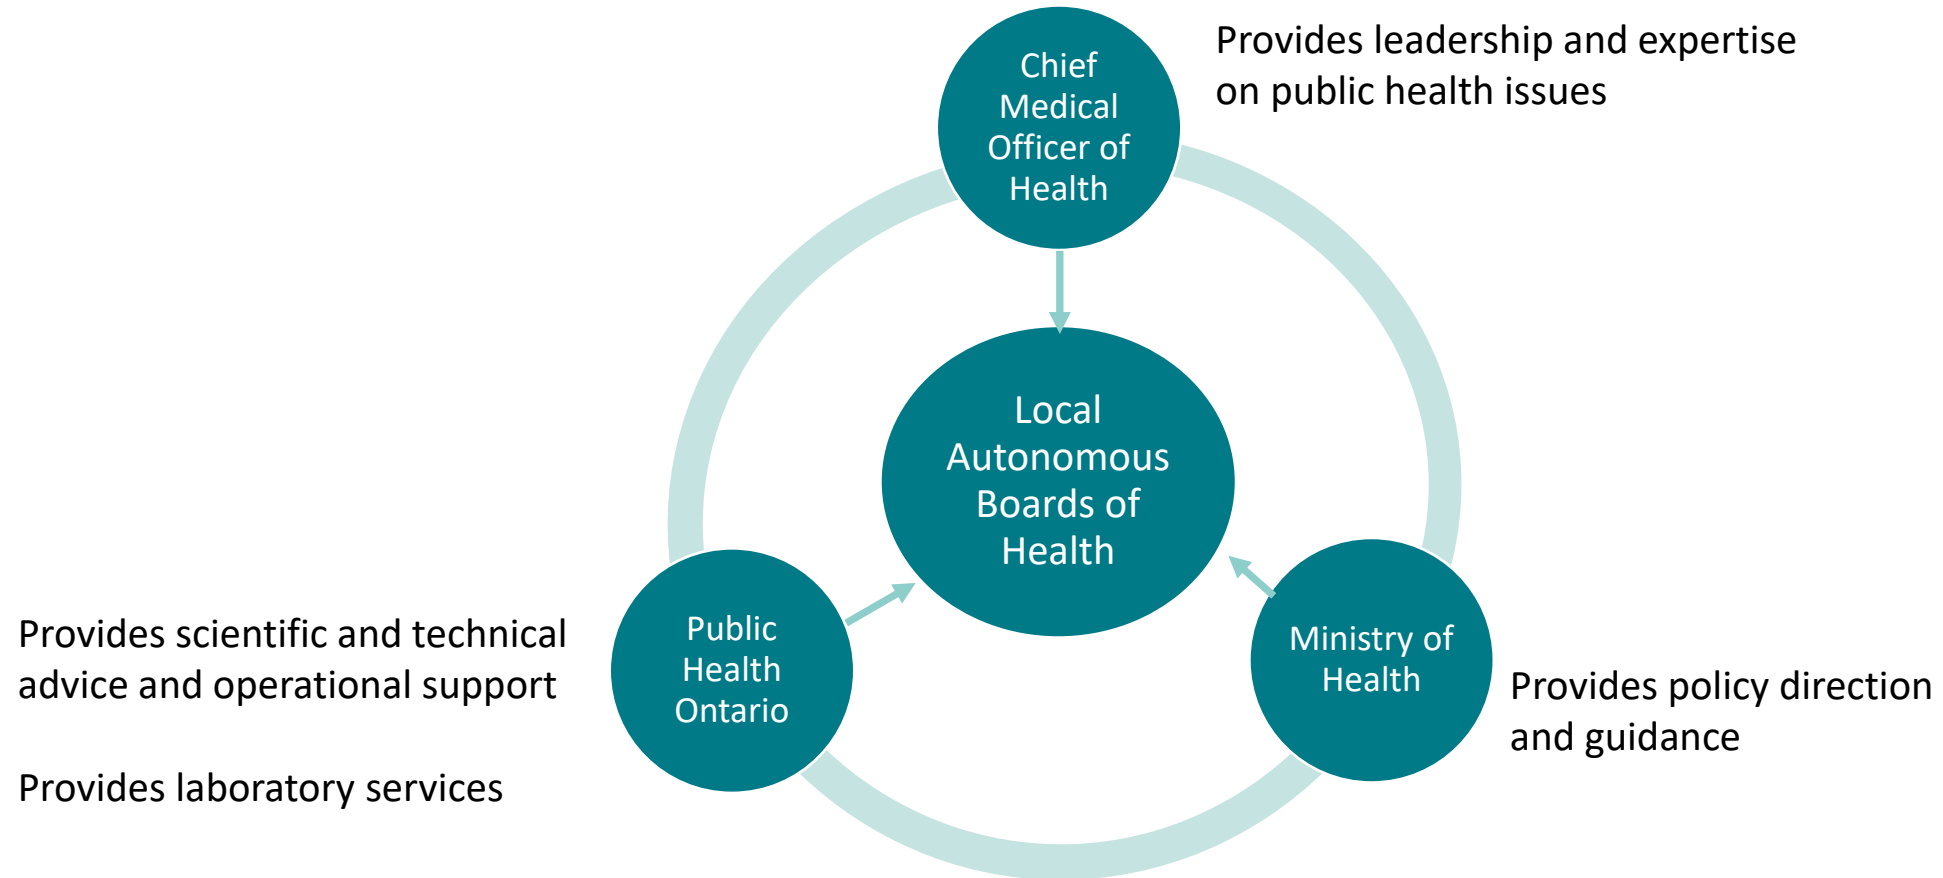 Chief
Medical
Officer of
Health
Provides leadership and expertise
on public health issues
Local
Autonomous
Boards of
Health
Public
Health
Ontario
Provides scientific and technical
advice and operational support
Provides laboratory services
Ministry of
Health
Provides policy direction
and guidance